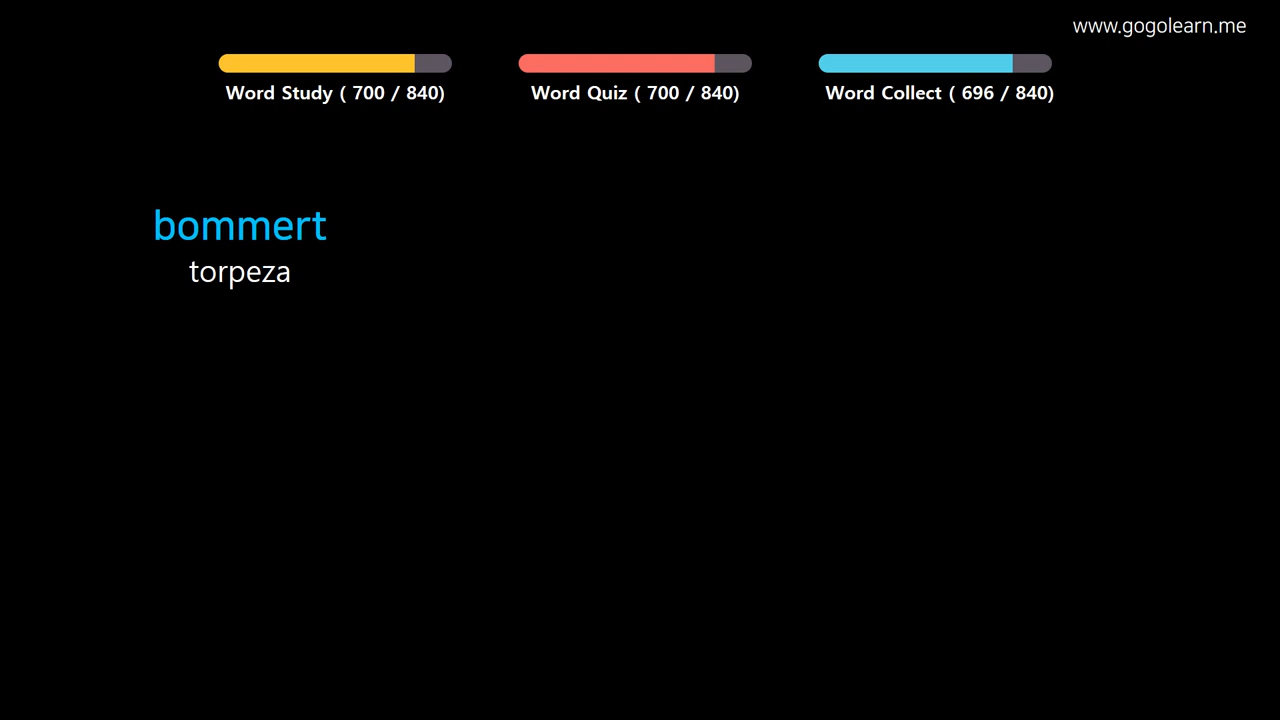 www.gogolearn.me
Word Study ( 700 / 840)
Word Quiz ( 700 / 840)
Word Collect ( 696 / 840)
bommert
torpeza